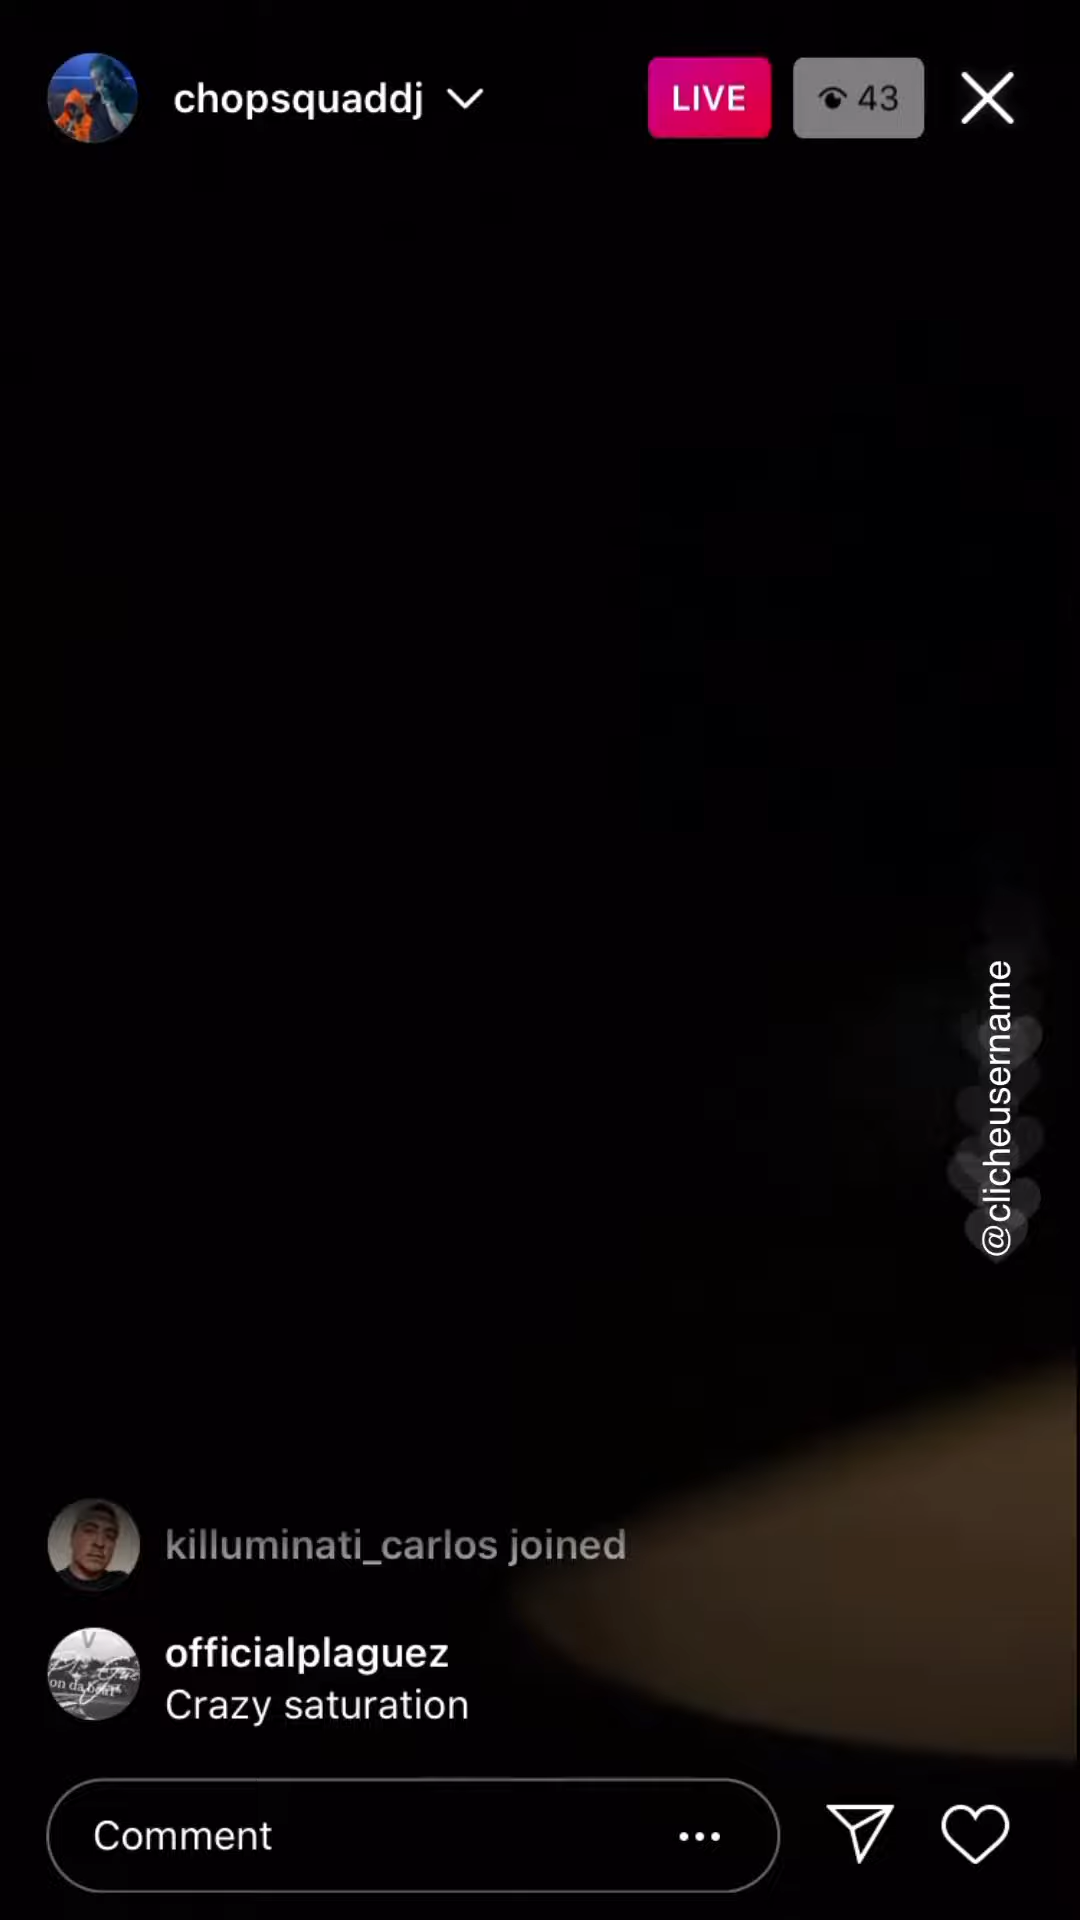 chopsquaddj
LIVE
43
@clicheusername
killuminati_carlos joined
officialplaguez
Crazy saturation
Comment